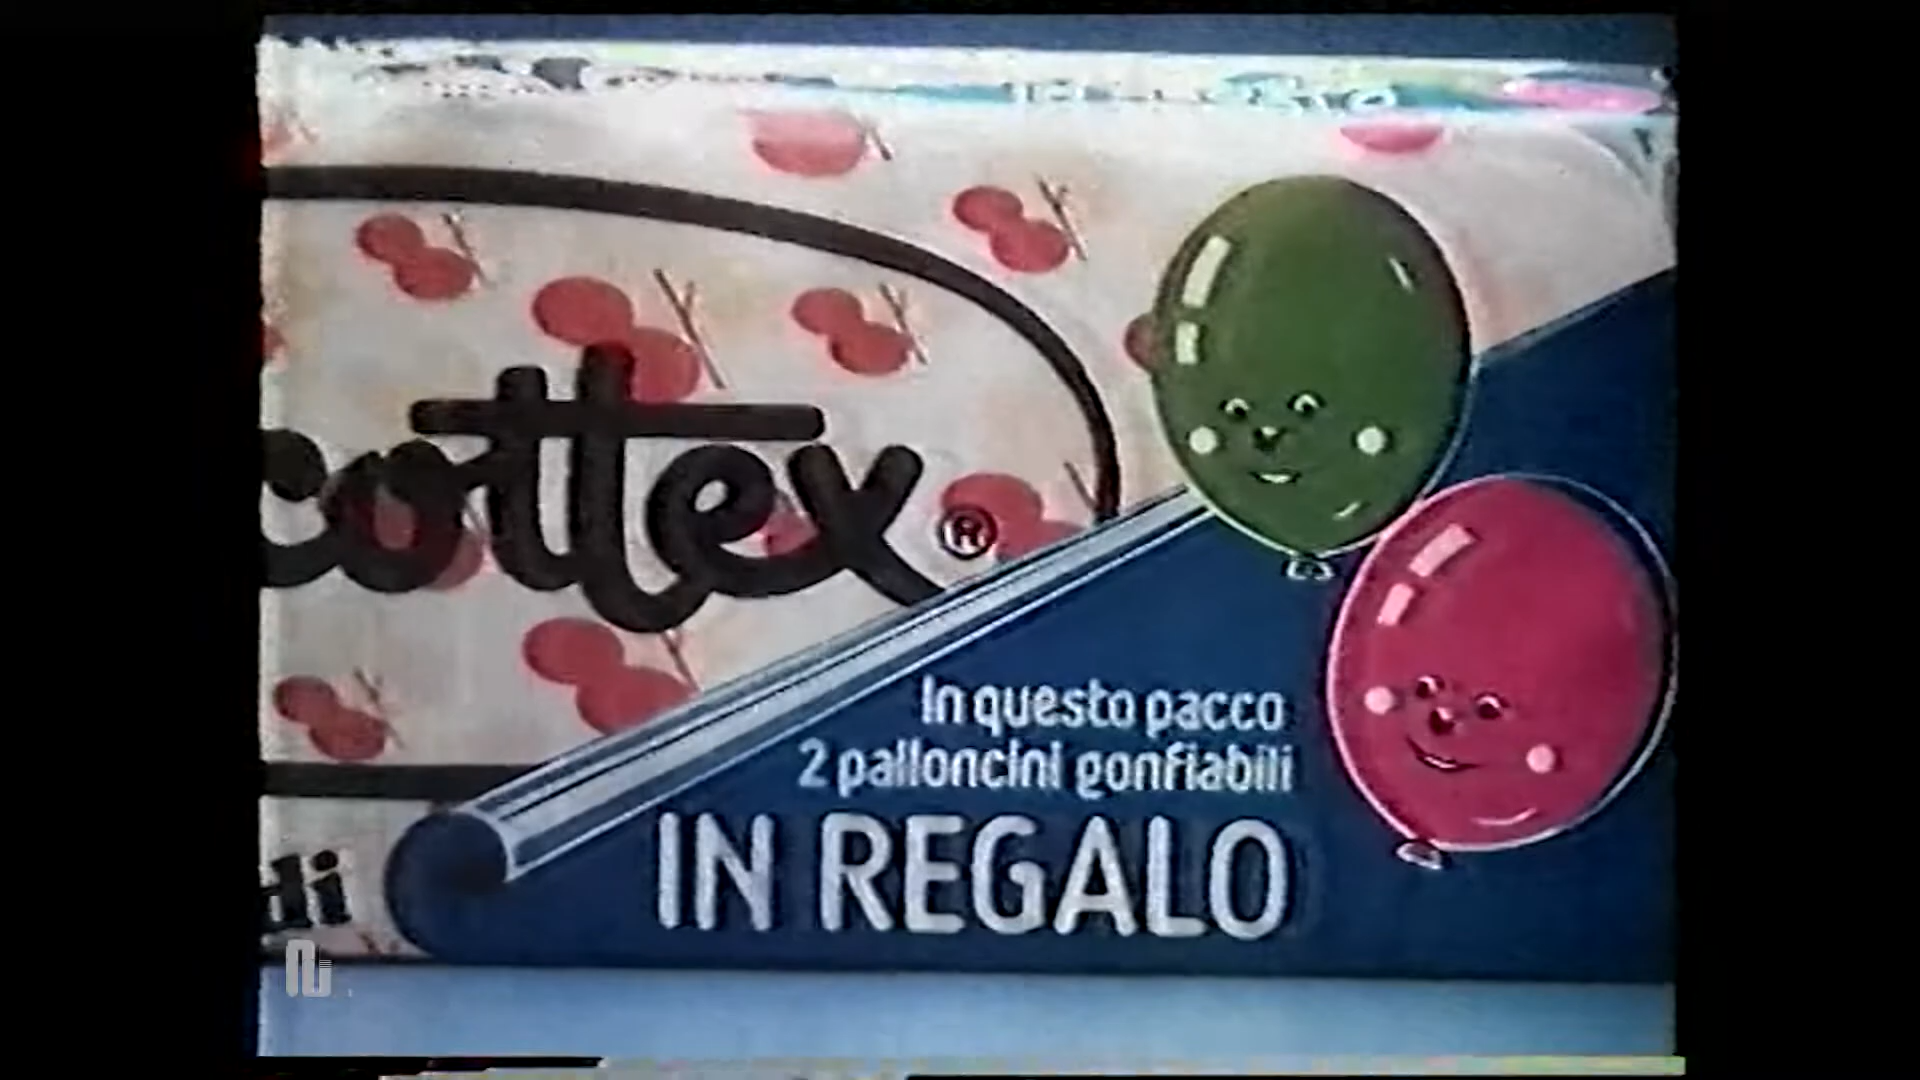 cottex®
In questo pacco
2 palloncini gonfiabili
IN REGALO
di